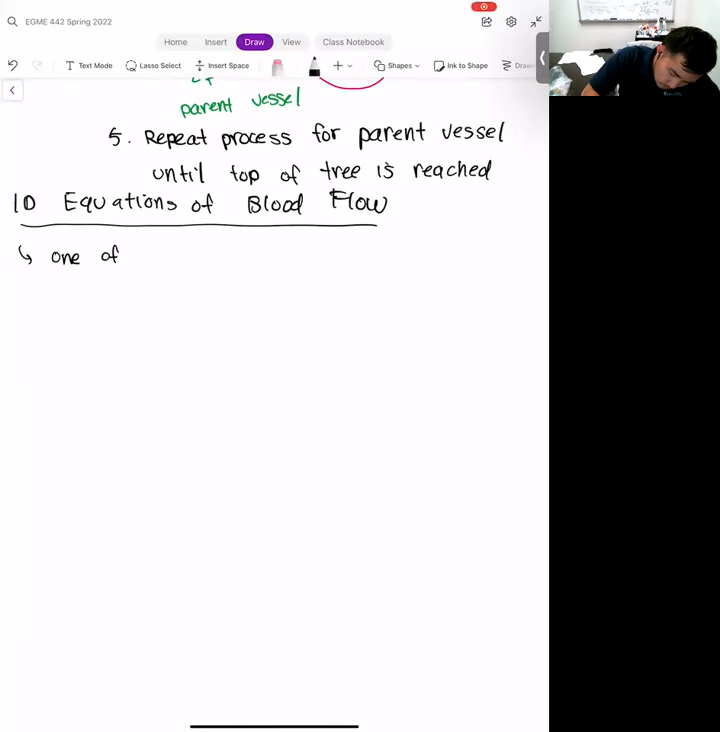 EGME 442 Spring 2022
Home Insert Draw View Class Notebook
Text Mode Lasso Select Insert Space Shapes Ink to Shape Draw
parent vessel
5. Repeat process for parent vessel
until top of tree is reached
1D Equations of Blood Flow
↳ one of